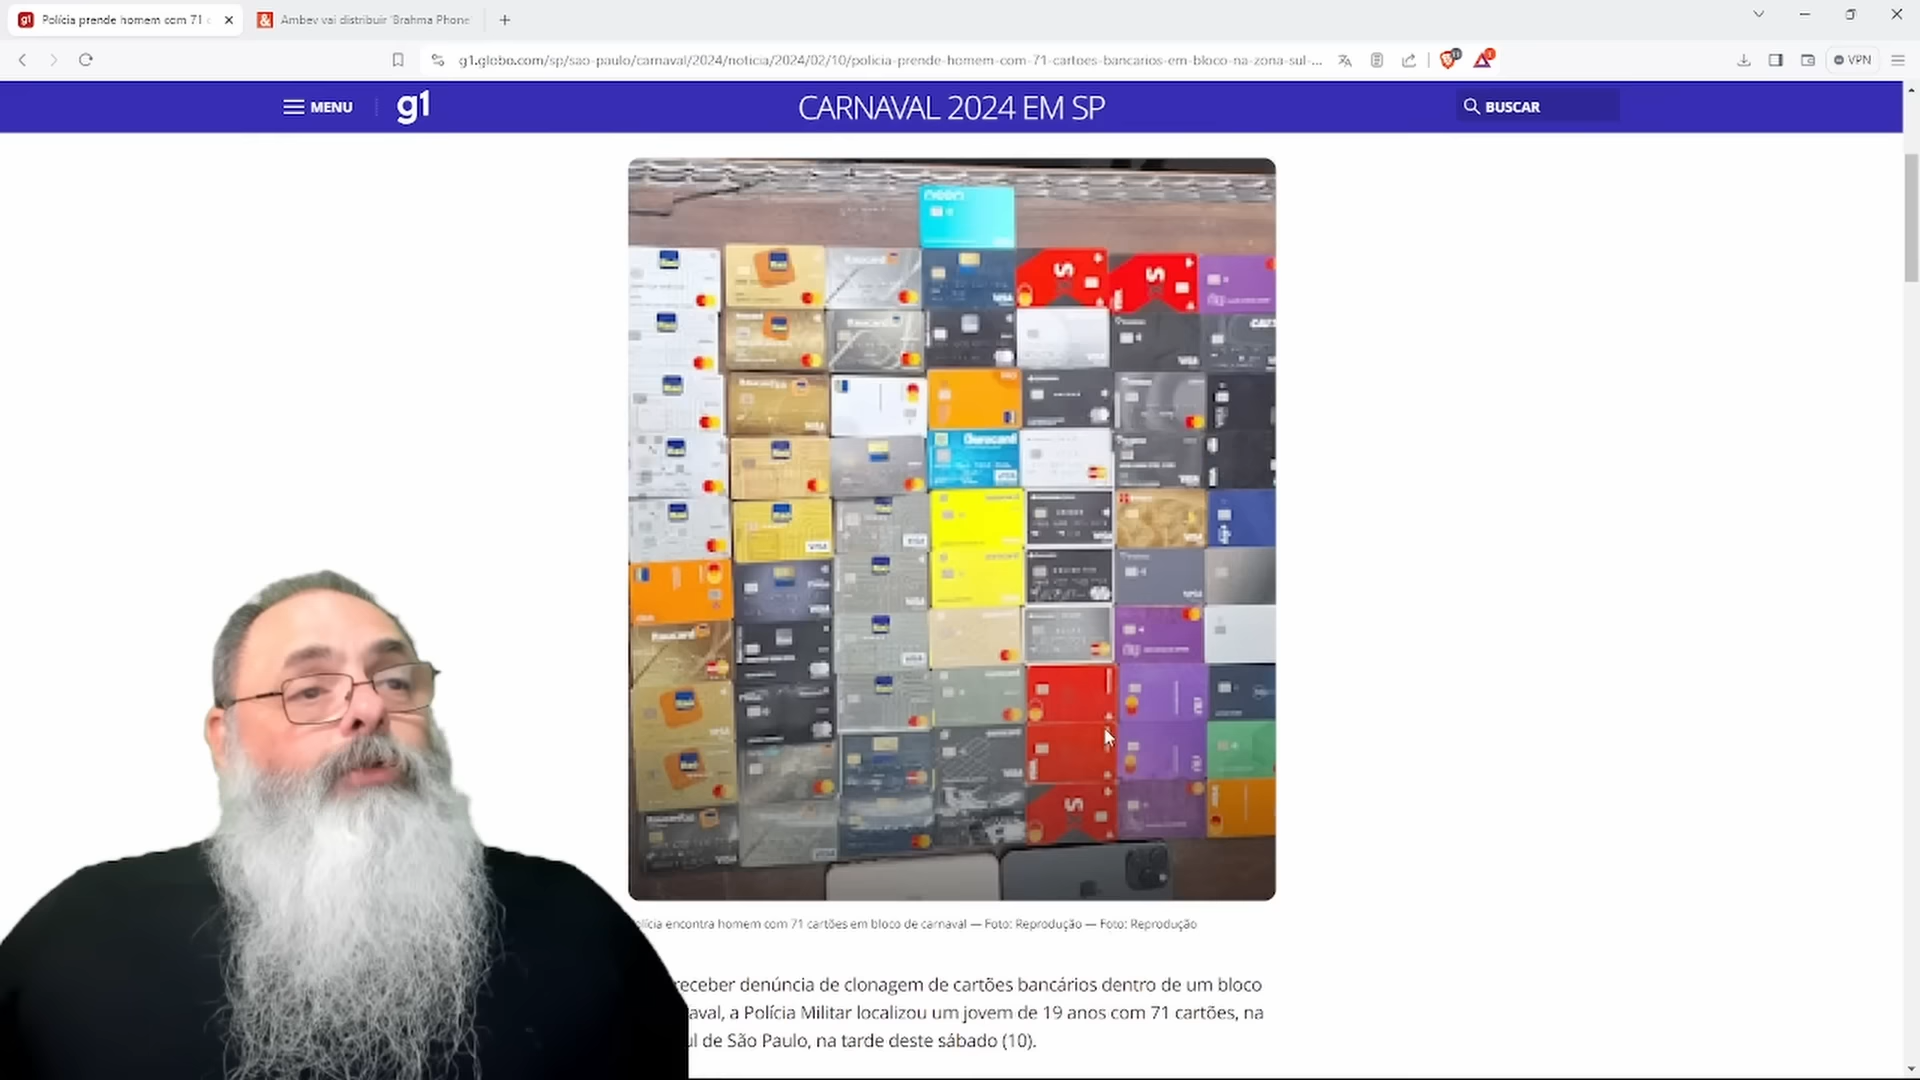 Polícia prende homem com 71
Ambev vai distribuir 'Brahma Phone
g1.globo.com/sp/sao-paulo/carnaval/2024/noticia/2024/02/10/policia-prende-homem-com-71-cartoes-bancarios-em-bloco-na-zona-sul-...
VPN
MENU
g1
CARNAVAL 2024 EM SP
BUSCAR
olícia encontra homem com 71 cartões em bloco de carnaval — Foto: Reprodução — Foto: Reprodução
receber denúncia de clonagem de cartões bancários dentro de um bloco
aval, a Polícia Militar localizou um jovem de 19 anos com 71 cartões, na
ul de São Paulo, na tarde deste sábado (10).